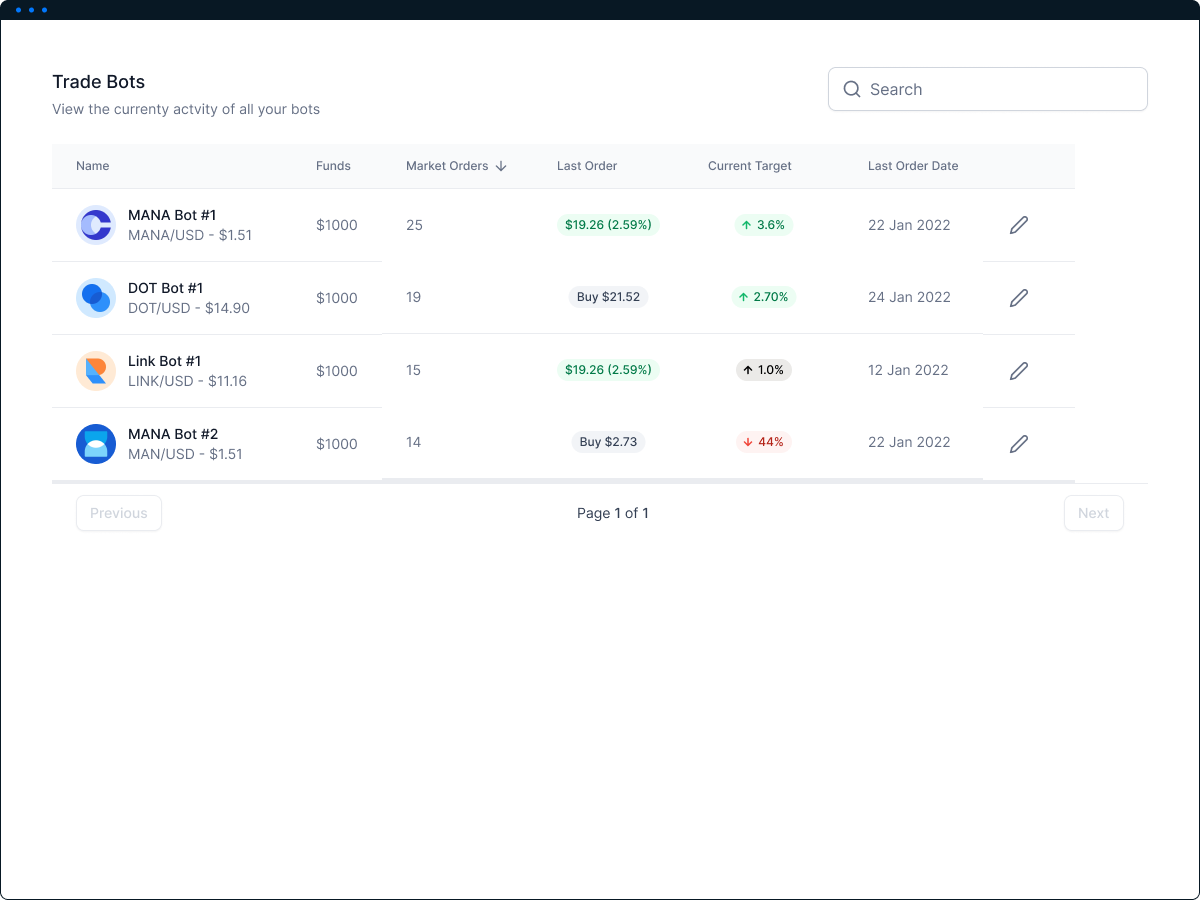 Trade Bots
View the currenty actvity of all your bots
Search
Name Funds Market Orders Last Order Current Target Last Order Date
MANA Bot #1
MANA/USD - $1.51
$1000 25 $19.26 (2.59%) 3.6% 22 Jan 2022
DOT Bot #1
DOT/USD - $14.90
$1000 19 Buy $21.52 2.70% 24 Jan 2022
Link Bot #1
LINK/USD - $11.16
$1000 15 $19.26 (2.59%) 1.0% 12 Jan 2022
MANA Bot #2
MAN/USD - $1.51
$1000 14 Buy $2.73 44% 22 Jan 2022
Previous Page 1 of 1 Next